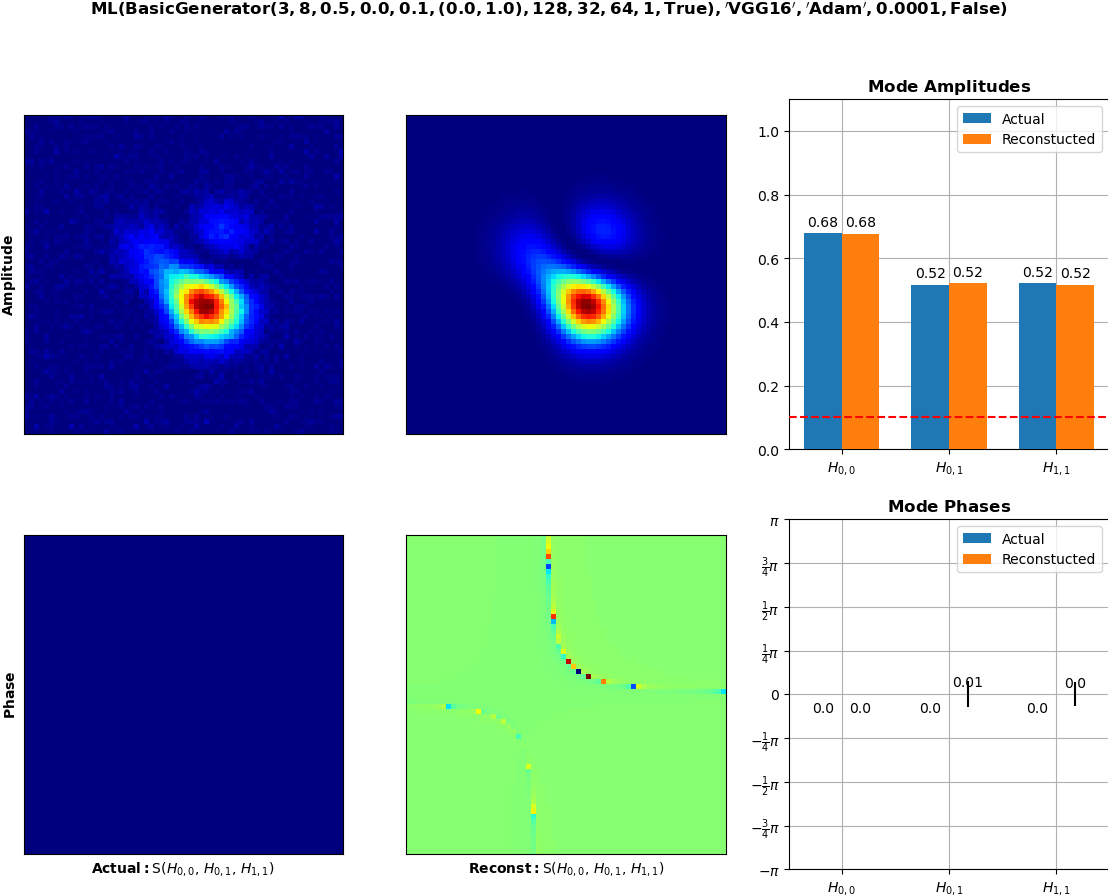 ML(BasicGenerator(3, 8, 0.5, 0.0, 0.1, (0.0, 1.0), 128, 32, 64, 1, True), ′VGG16′, ′Adam′, 0.0001, False)
Amplitude
Mode Amplitudes
Actual
Reconstucted
1.0
0.8
0.6
0.4
0.2
0.0
0.68 0.68
0.52 0.52
0.52 0.52
H0,0 H0,1 H1,1
Phase
Mode Phases
Actual
Reconstucted
π
3/4π
1/2π
1/4π
0
−1/4π
−1/2π
−3/4π
−π
0.0 0.0
0.0 0.01
0.0 0.0
H0,0 H0,1 H1,1
Actual: S(H0,0, H0,1, H1,1)
Reconst: S(H0,0, H0,1, H1,1)